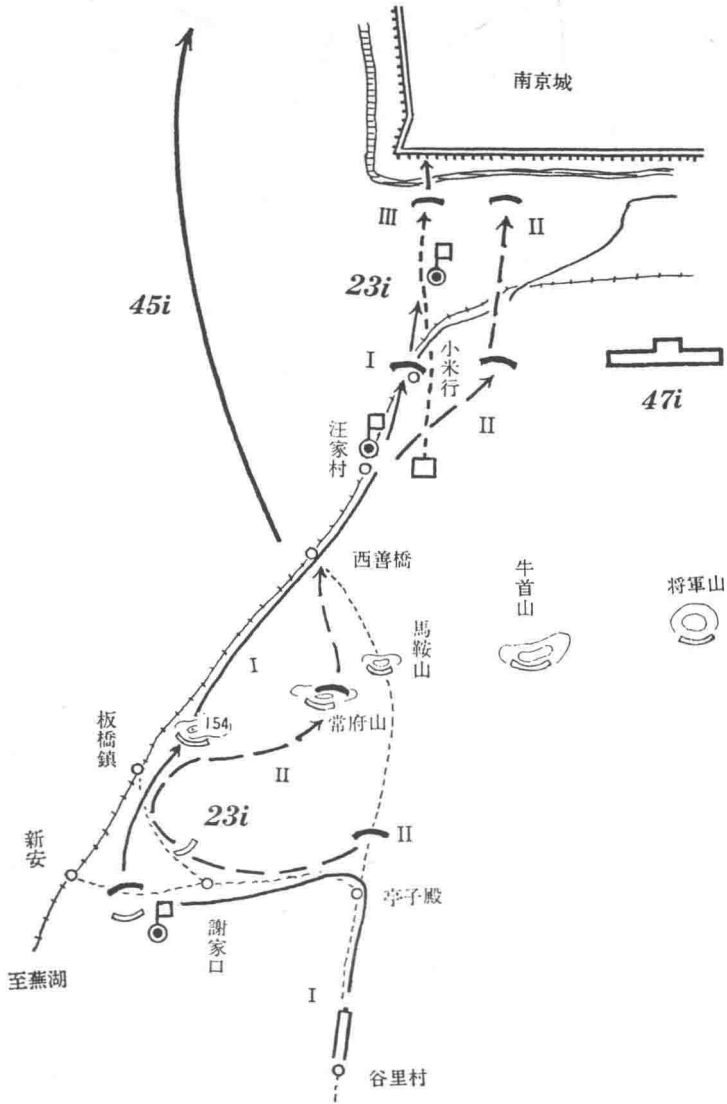 南京城
III
II
23i
45i
I
小米行
47i
II
汪家村
西善橋
牛首山
将軍山
馬鞍山
I
154
常府山
板橋鎮
II
23i
II
新安
亭子殿
謝家口
至蕪湖
I
谷里村